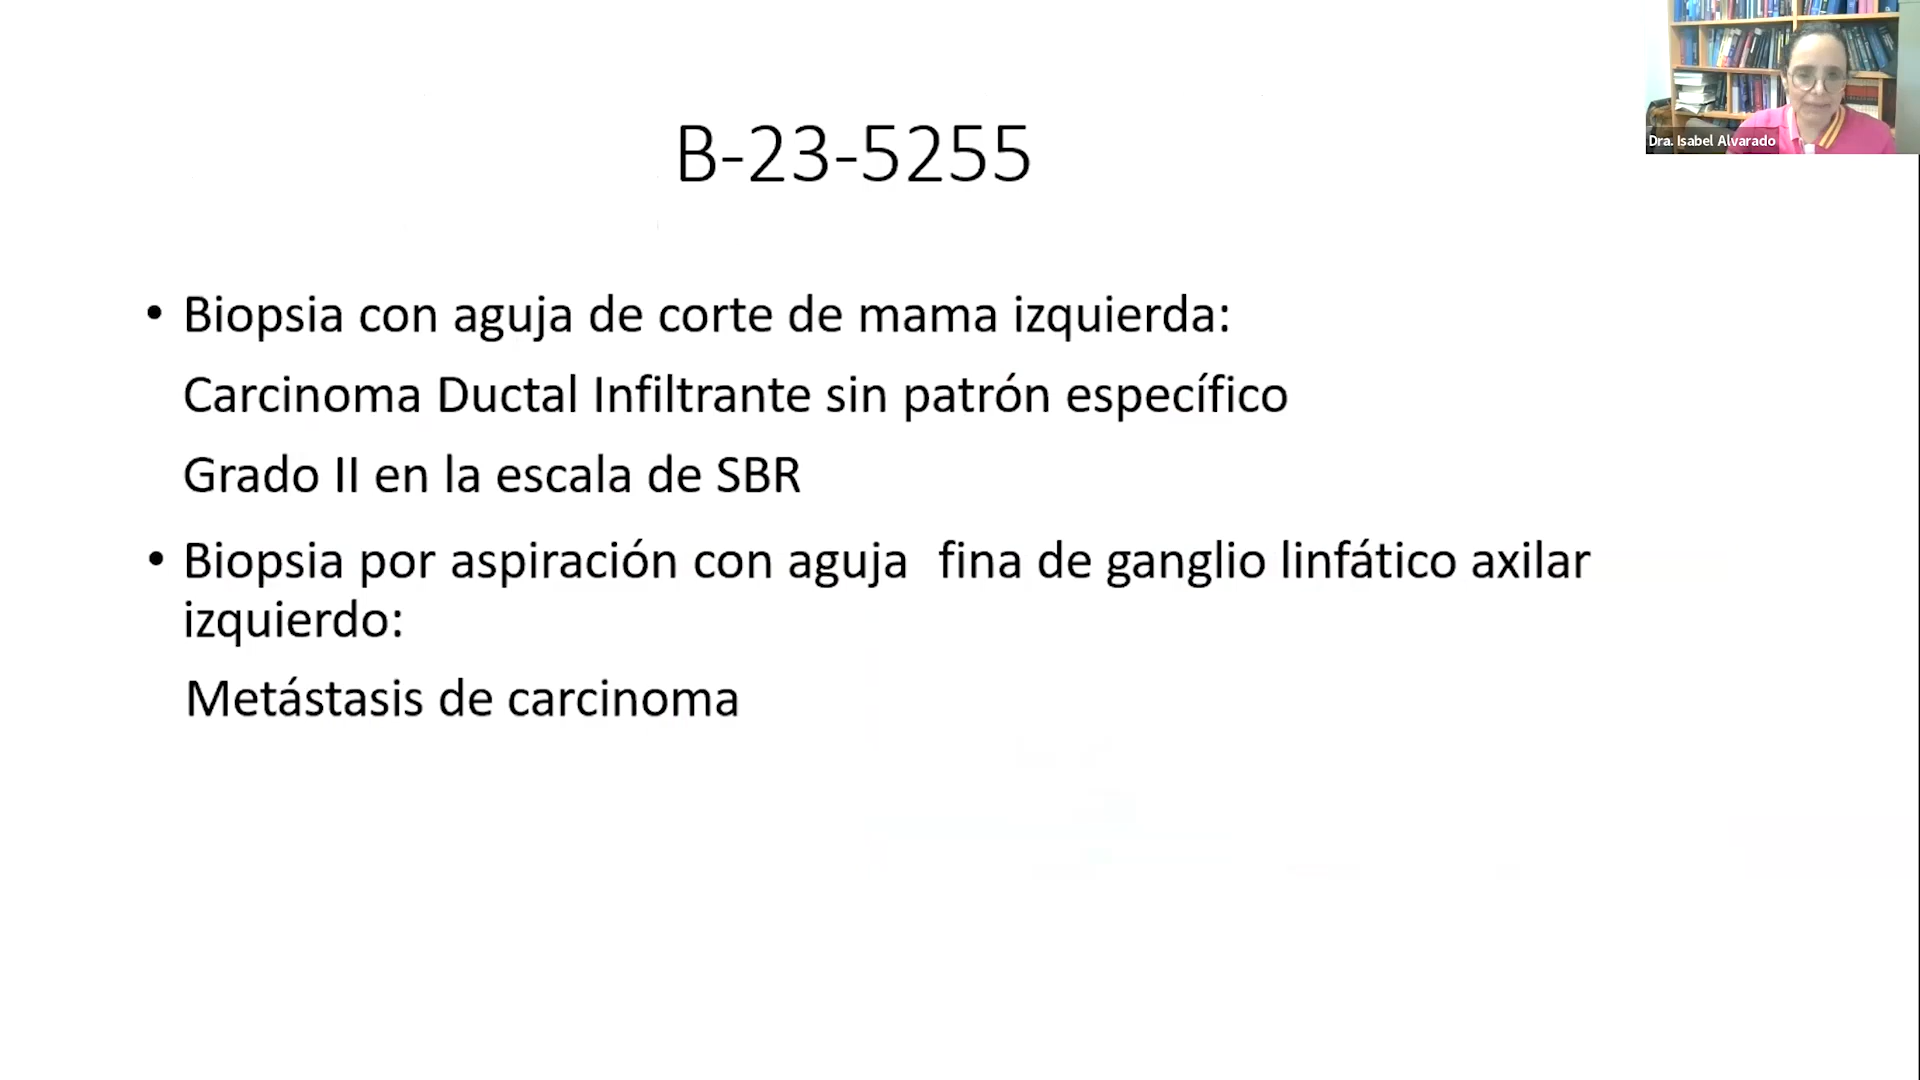 Dra. Isabel Alvarado
B-23-5255
• Biopsia con aguja de corte de mama izquierda:
Carcinoma Ductal Infiltrante sin patrón específico
Grado II en la escala de SBR
• Biopsia por aspiración con aguja  fina de ganglio linfático axilar
izquierdo:
Metástasis de carcinoma